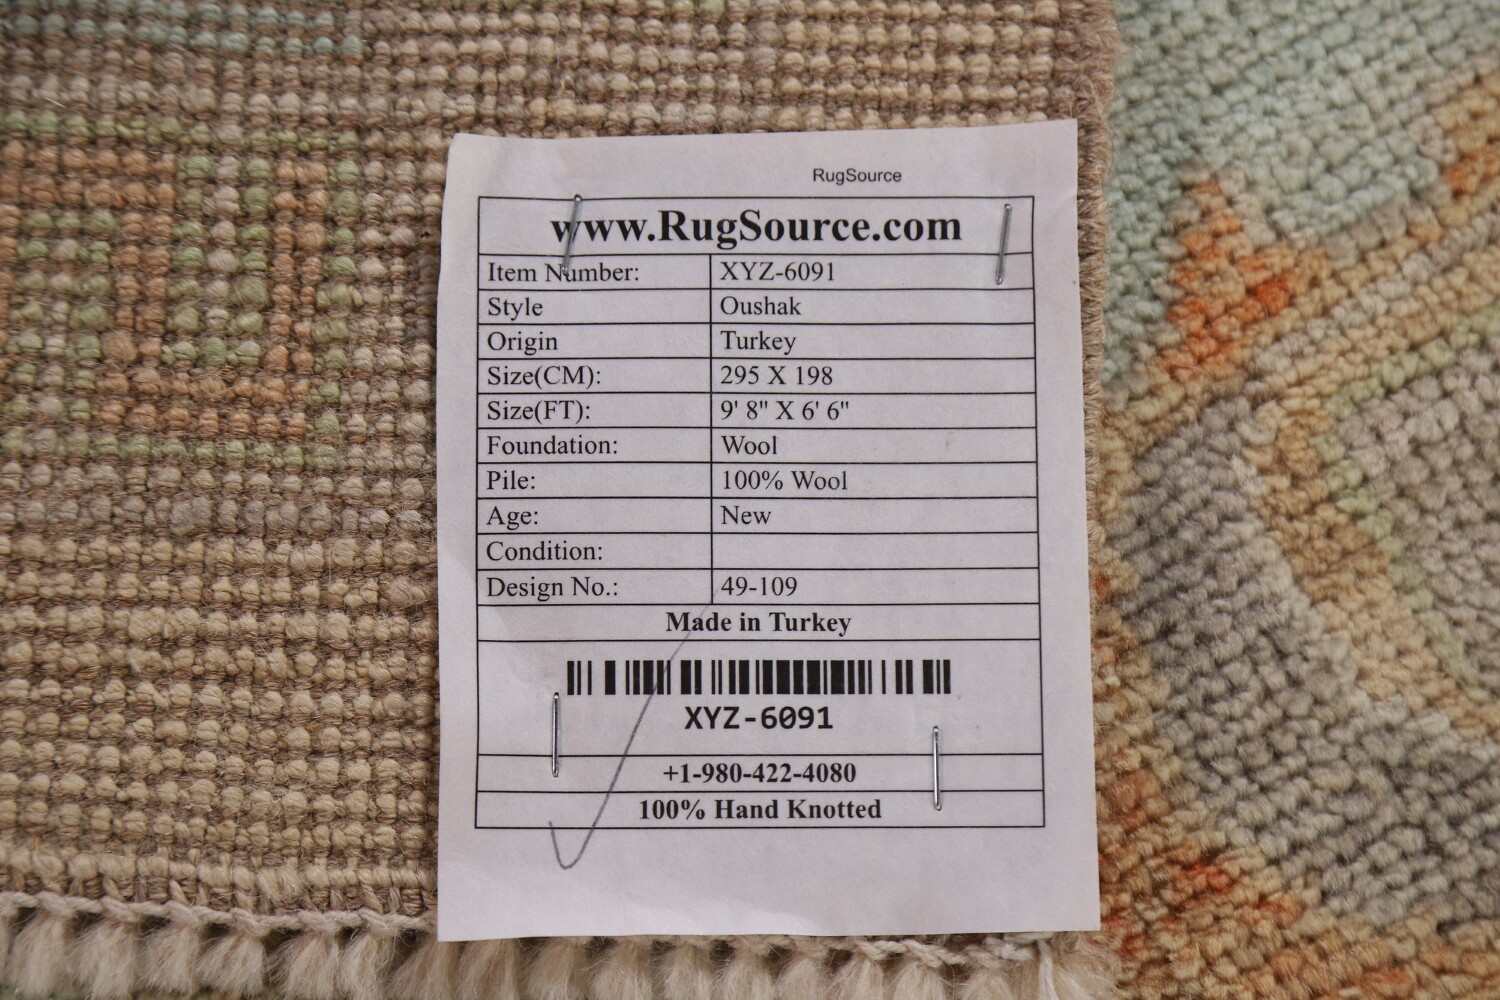 RugSource
www.RugSource.com
Item Number: XYZ-6091
Style Oushak
Origin Turkey
Size(CM): 295 X 198
Size(FT): 9' 8" X 6' 6"
Foundation: Wool
Pile: 100% Wool
Age: New
Condition:
Design No.: 49-109
Made in Turkey
XYZ-6091
+1-980-422-4080
100% Hand Knotted